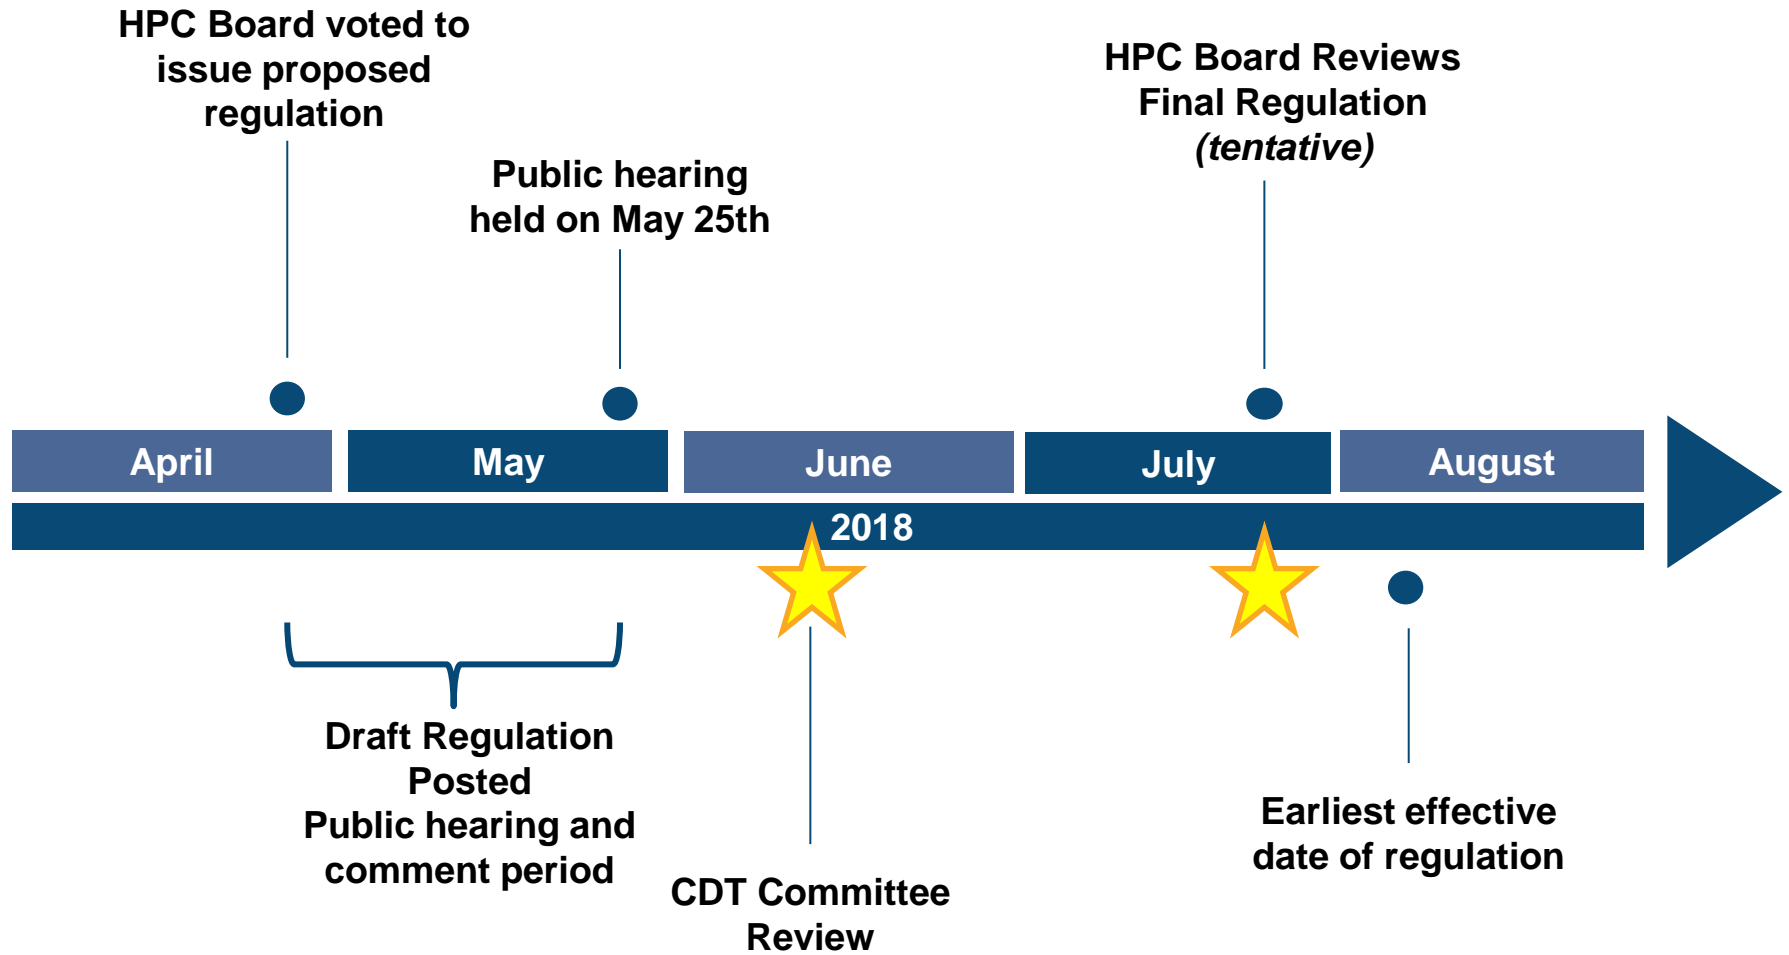 HPC Board voted to
issue proposed
regulation
Public hearing
held on May 25th
HPC Board Reviews
Final Regulation
(tentative)
April
May
June
July
August
2018
Draft Regulation
Posted
Public hearing and
comment period
CDT Committee
Review
Earliest effective
date of regulation